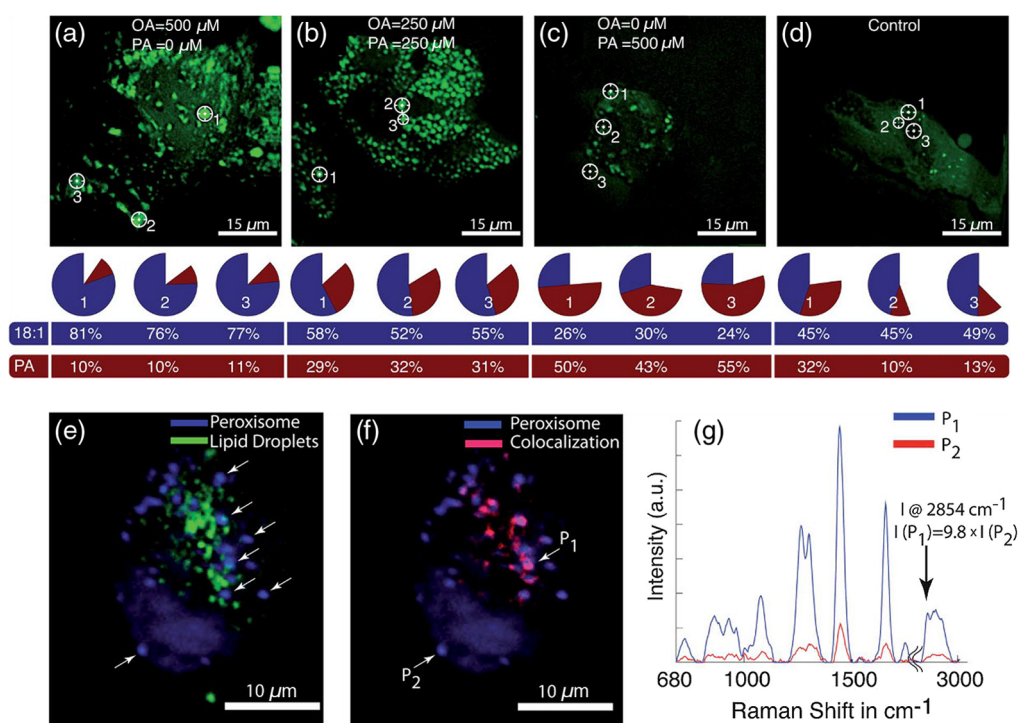 (a) OA=500 µM
PA =0 µM
1
2
3
15 µm
(b) OA=250 µM
PA =250 µM
1
2
3
15 µm
(c) OA=0 µM
PA =500 µM
1
2
3
15 µm
(d) Control
1
2
3
15 µm
1 2 3 1 2 3 1 2 3 1 2 3
18:1 81% 76% 77% 58% 52% 55% 26% 30% 24% 45% 45% 49%
PA 10% 10% 11% 29% 32% 31% 50% 43% 55% 32% 10% 13%
(e) Peroxisome
Lipid Droplets
10 µm
(f) Peroxisome
Colocalization
P1
P2
10 µm
(g) P1
P2
I @ 2854 cm-1
I (P1)=9.8 x I (P2)
Intensity (a.u.)
680 1000 1500 3000
Raman Shift in cm-1